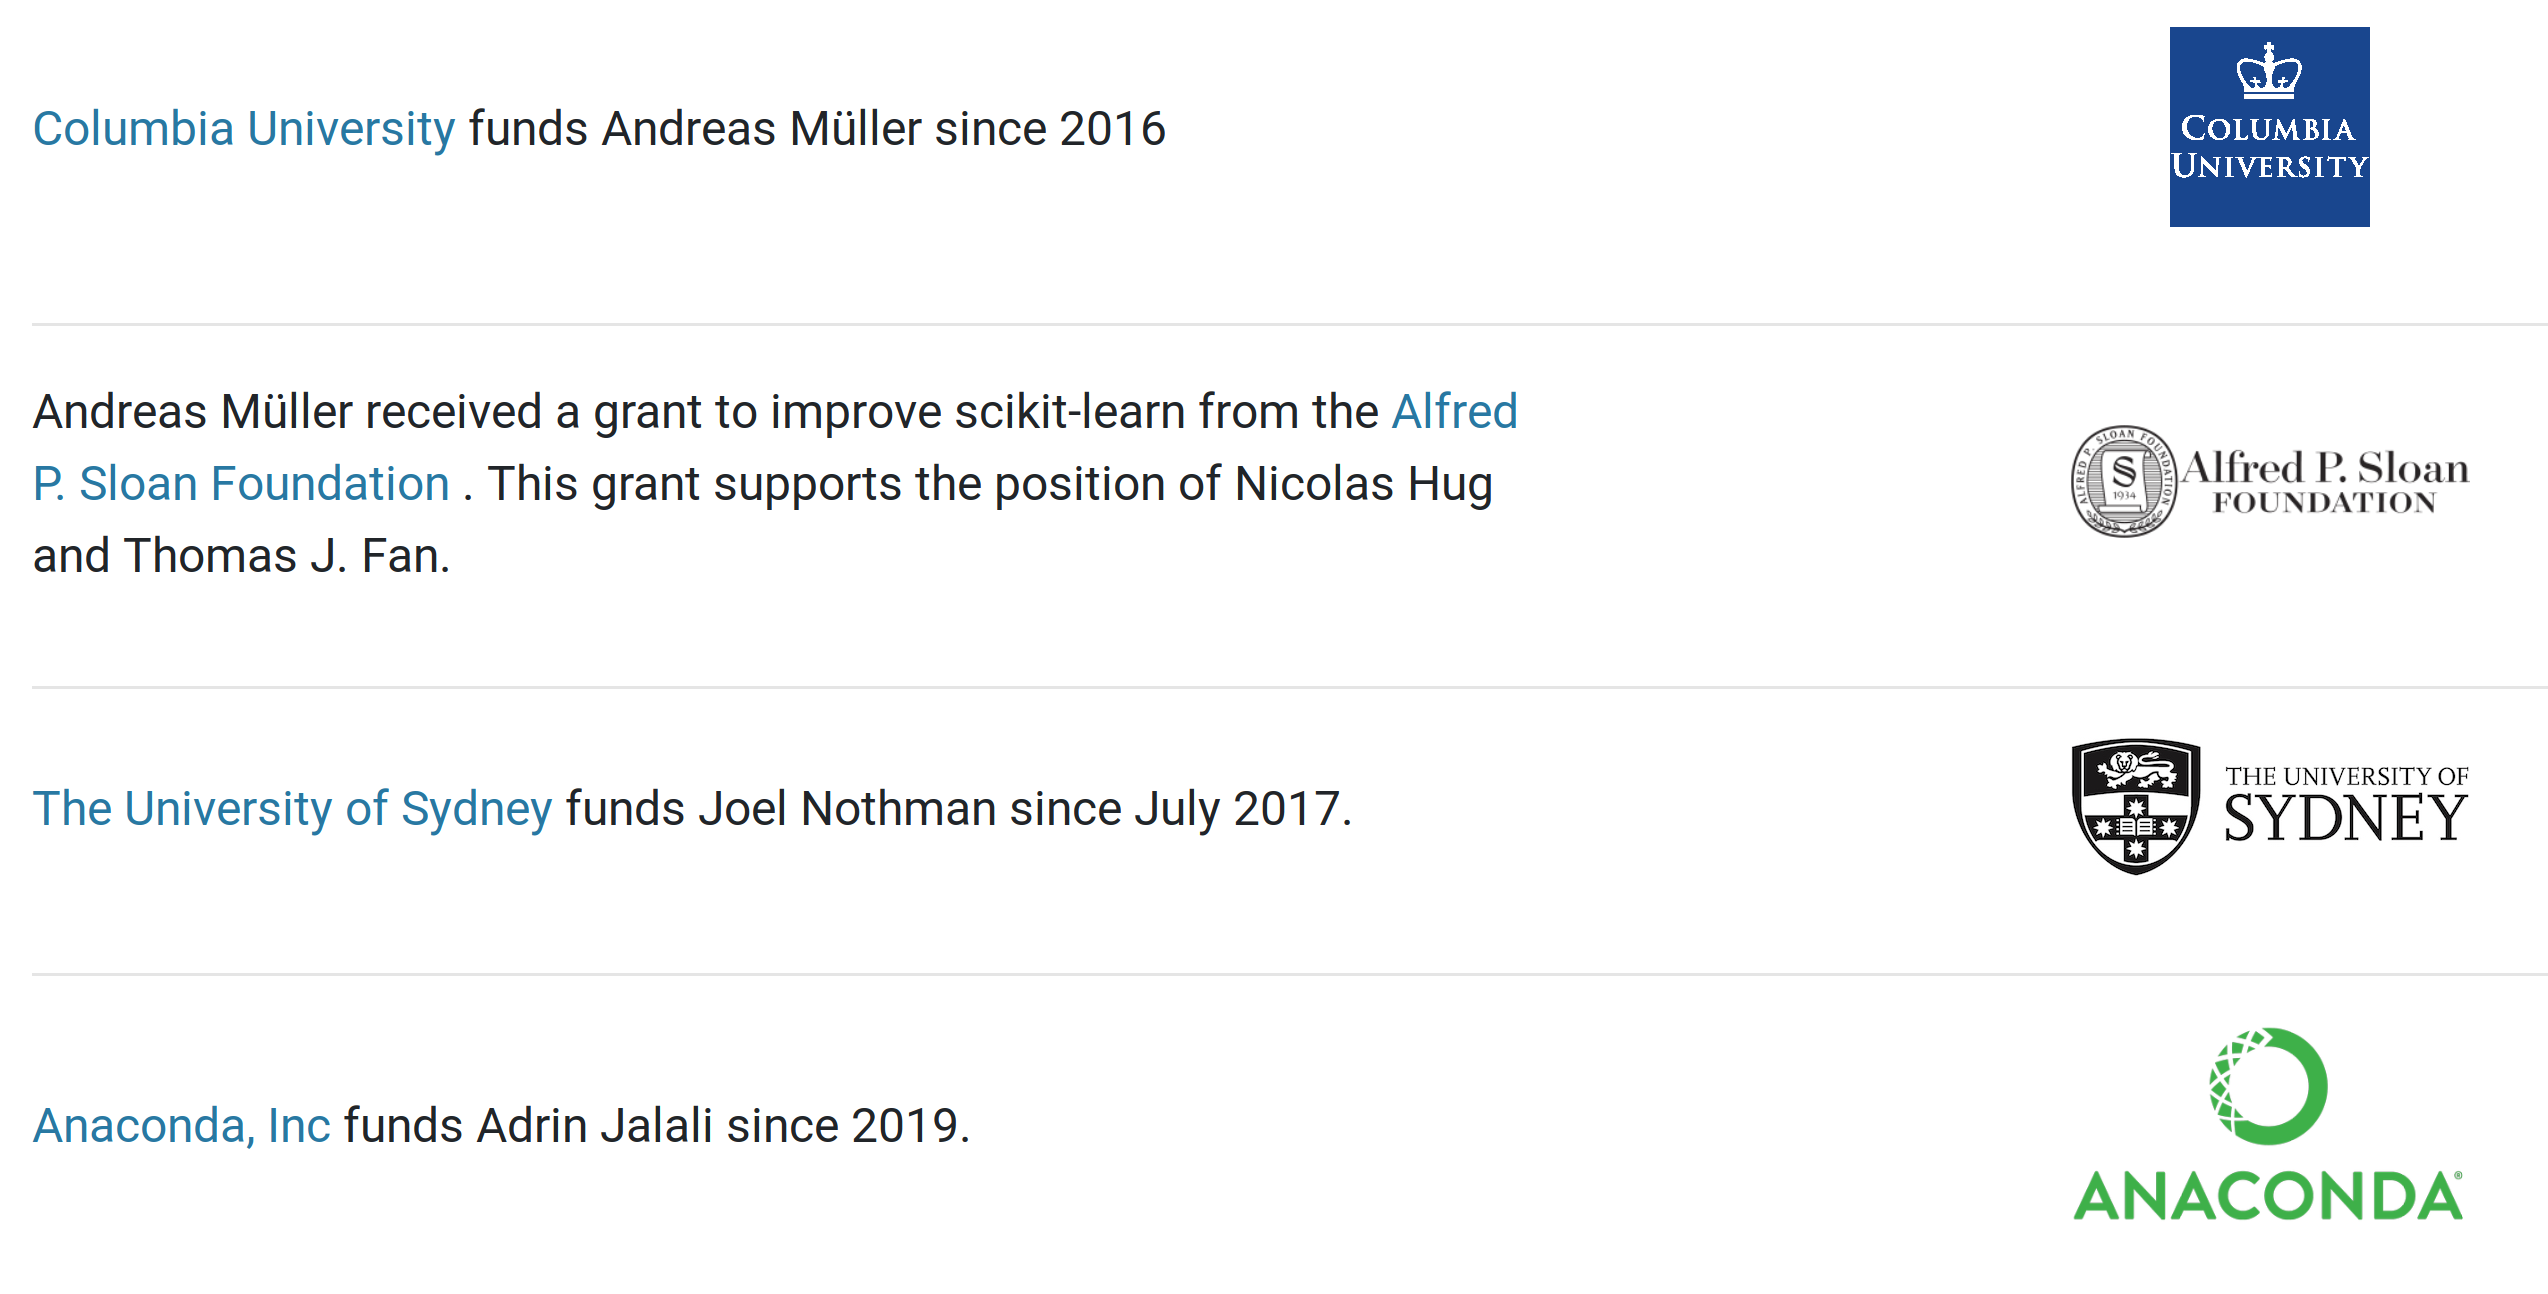 Columbia University funds Andreas Müller since 2016
COLUMBIA
UNIVERSITY
Andreas Müller received a grant to improve scikit-learn from the Alfred
P. Sloan Foundation . This grant supports the position of Nicolas Hug
and Thomas J. Fan.
ALFRED P. SLOAN FOUNDATION
S
1934
Alfred P. Sloan
FOUNDATION
The University of Sydney funds Joel Nothman since July 2017.
THE UNIVERSITY OF
SYDNEY
Anaconda, Inc funds Adrin Jalali since 2019.
ANACONDA®